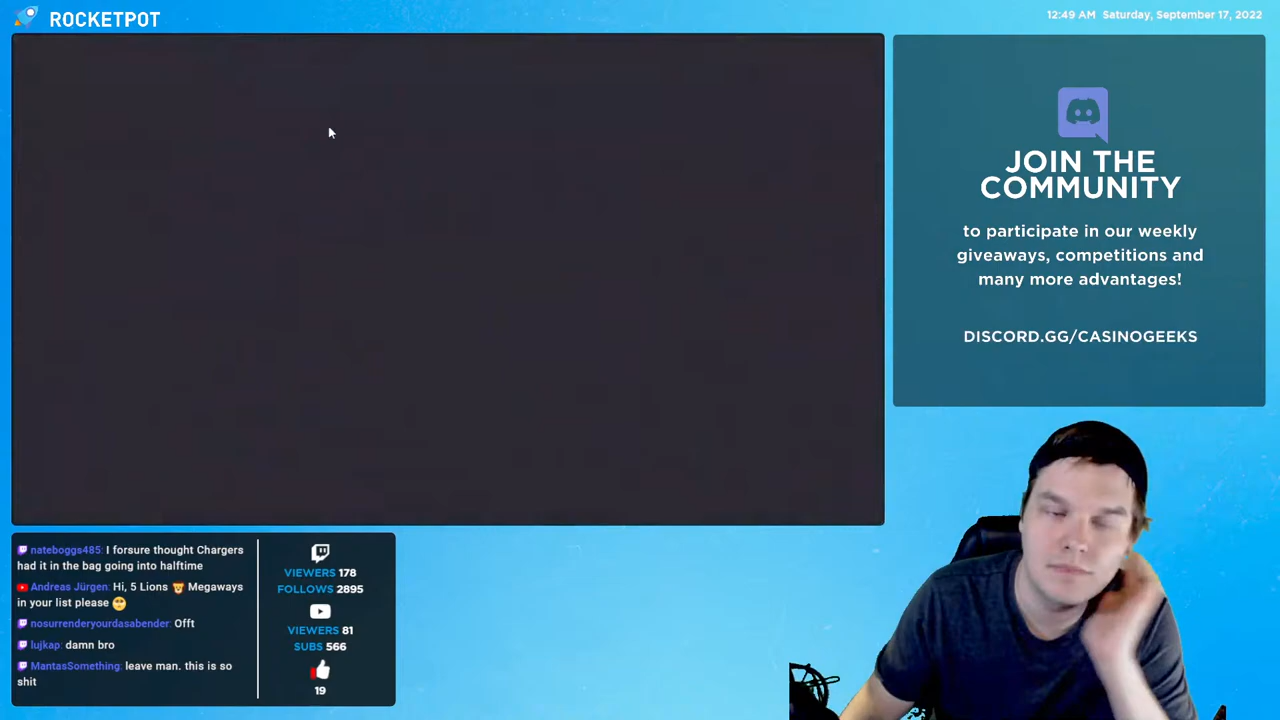 ROCKETPOT
12:49 AM Saturday, September 17, 2022
JOIN THE
COMMUNITY
to participate in our weekly
giveaways, competitions and
many more advantages!
DISCORD.GG/CASINOGEEKS
nateboggs485: I forsure thought Chargers
had it in the bag going into halftime
Andreas Jürgen: Hi, 5 Lions 🦁 Megaways
in your list please 🙄
nosurrenderyourdasabender: Offt
lujkap: damn bro
MantasSomething: leave man. this is so
shit
VIEWERS 178
FOLLOWS 2895
VIEWERS 81
SUBS 566
19